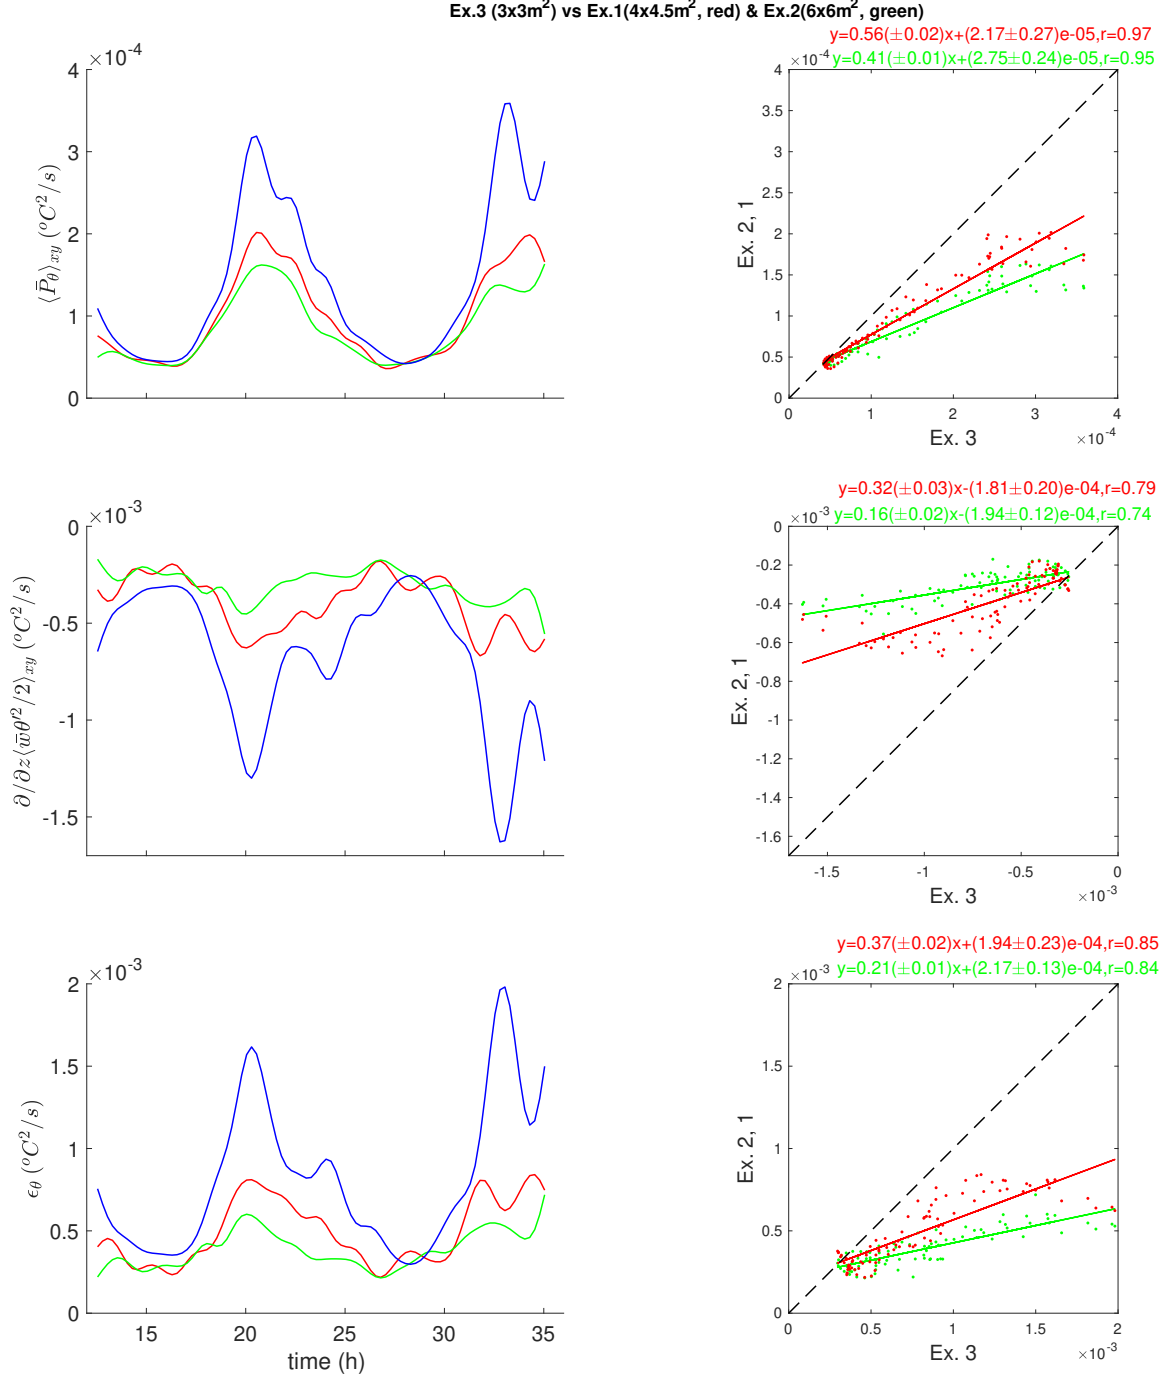 Ex.3 (3x3m²) vs Ex.1(4x4.5m², red) & Ex.2(6x6m², green)
×10⁻⁴
4
3
2
1
0
⟨P̄_θ⟩_xy (°C²/s)
y=0.56(±0.02)x+(2.17±0.27)e-05,r=0.97
×10⁻⁴ y=0.41(±0.01)x+(2.75±0.24)e-05,r=0.95
4
3.5
3
2.5
2
1.5
1
0.5
0
Ex. 2, 1
0 1 2 3 4
Ex. 3 ×10⁻⁴
×10⁻³
0
-0.5
-1
-1.5
∂/∂z⟨w̄θ′²/2⟩_xy (°C²/s)
y=0.32(±0.03)x-(1.81±0.20)e-04,r=0.79
×10⁻³ y=0.16(±0.02)x-(1.94±0.12)e-04,r=0.74
0
-0.2
-0.4
-0.6
-0.8
-1
-1.2
-1.4
-1.6
Ex. 2, 1
-1.5 -1 -0.5 0
Ex. 3 ×10⁻³
×10⁻³
2
1.5
1
0.5
0
ϵ_θ (°C²/s)
15 20 25 30 35
time (h)
y=0.37(±0.02)x+(1.94±0.23)e-04,r=0.85
×10⁻³ y=0.21(±0.01)x+(2.17±0.13)e-04,r=0.84
2
1.5
1
0.5
0
Ex. 2, 1
0 0.5 1 1.5 2
Ex. 3 ×10⁻³